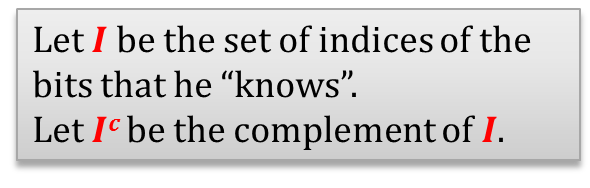 Let I be the set of indices of the
bits that he “knows”.
Let Iᶜ be the complement of I.